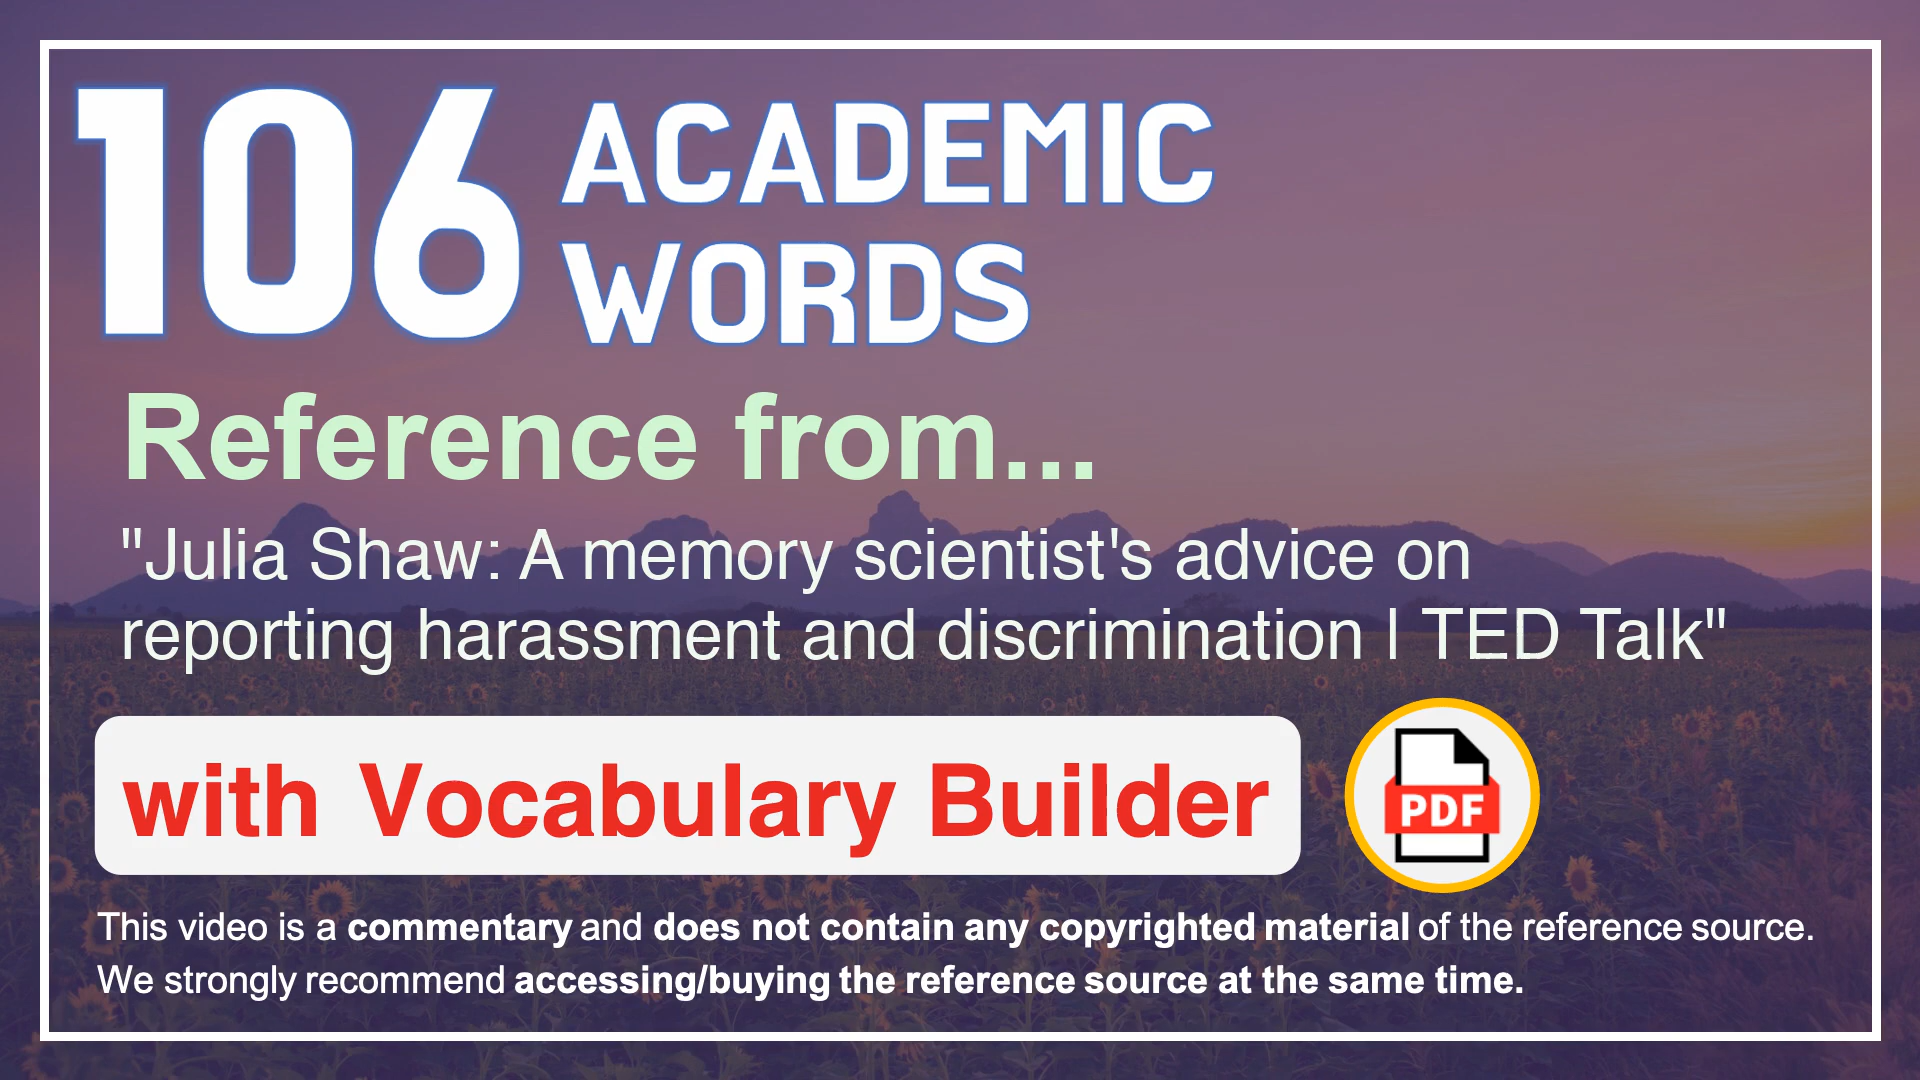 106 ACADEMIC
WORDS
Reference from...
"Julia Shaw: A memory scientist's advice on
reporting harassment and discrimination | TED Talk"
with Vocabulary Builder
PDF
This video is a commentary and does not contain any copyrighted material of the reference source.
We strongly recommend accessing/buying the reference source at the same time.